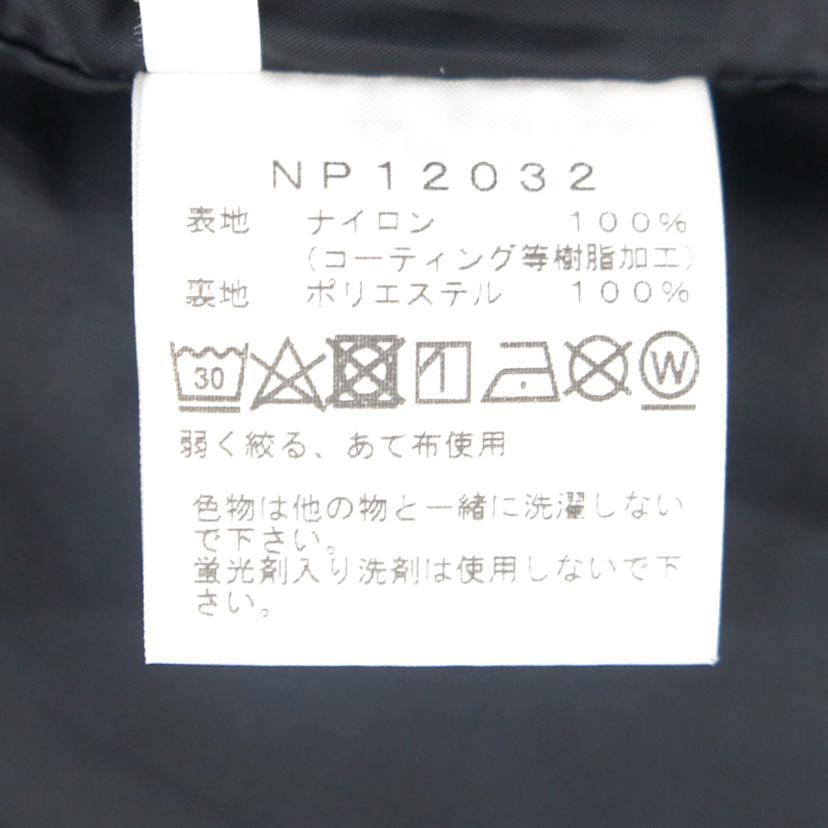 NP12032
表地 ナイロン 100%
(コーティング等樹脂加工)
裏地 ポリエステル 100%
30 W
弱く絞る、あて布使用
色物は他の物と一緒に洗濯しない
で下さい。
蛍光剤入り洗剤は使用しないで下
さい。